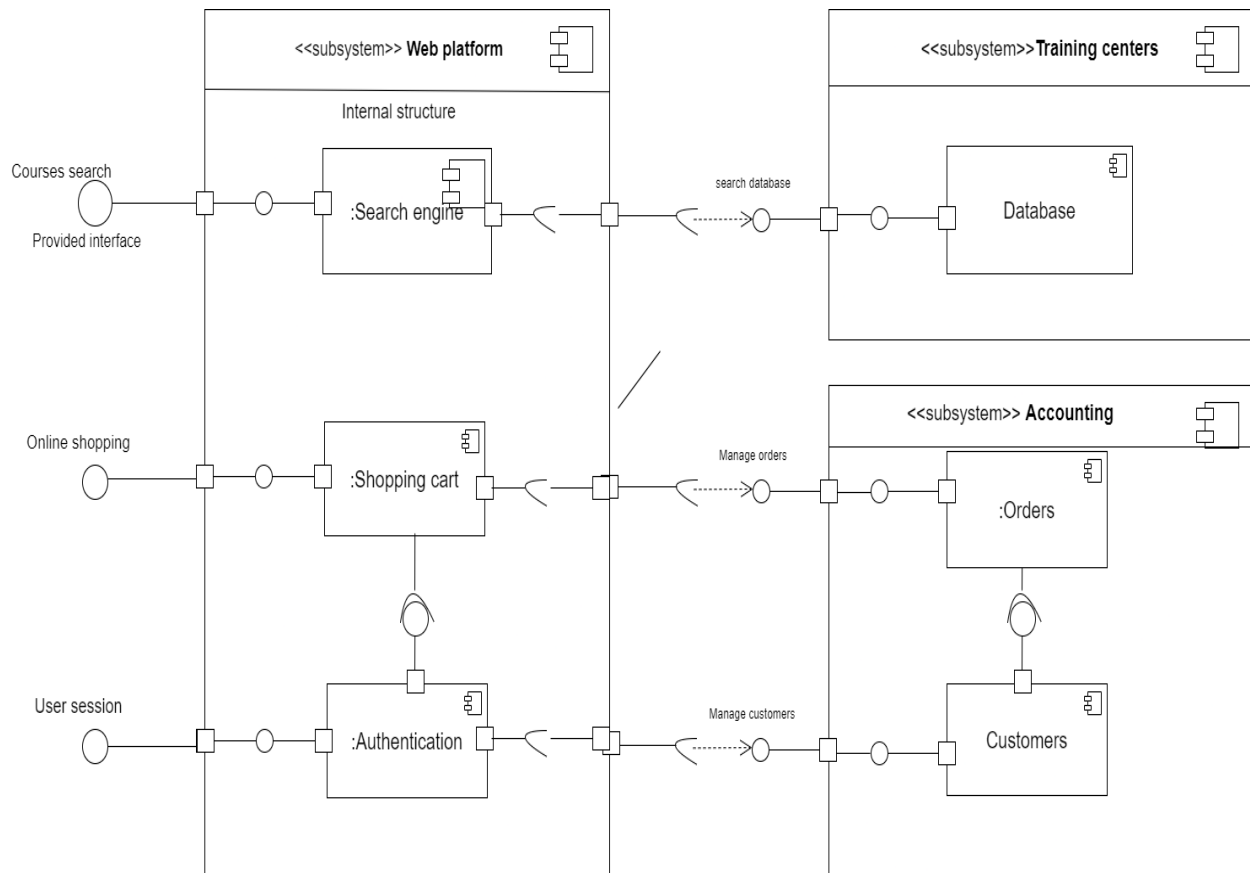 <<subsystem>> Web platform
<<subsystem>>Training centers
Internal structure
Courses search
Provided interface
:Search engine
search database
Database
<<subsystem>> Accounting
Online shopping
:Shopping cart
Manage orders
:Orders
User session
:Authentication
Manage customers
Customers